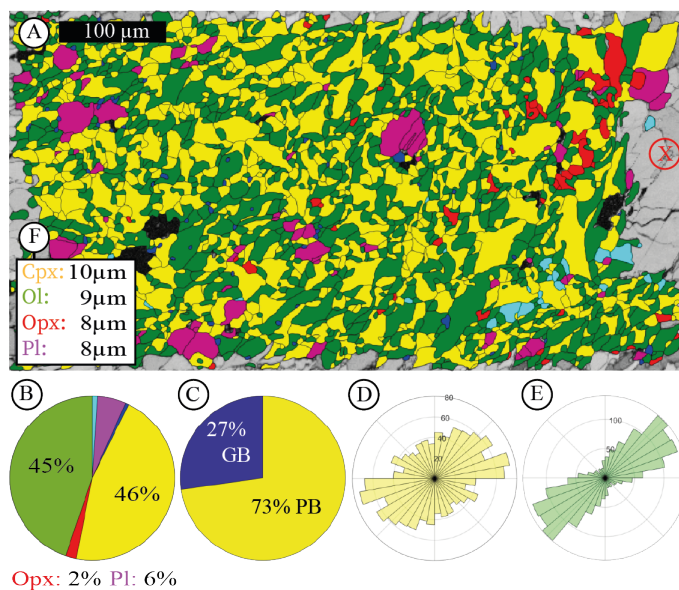 A
100 µm
X
F
Cpx: 10µm
Ol: 9µm
Opx: 8µm
Pl: 8µm
B
C
D
E
45%
46%
27%
GB
73% PB
80
60
40
20
100
50
Opx: 2% Pl: 6%